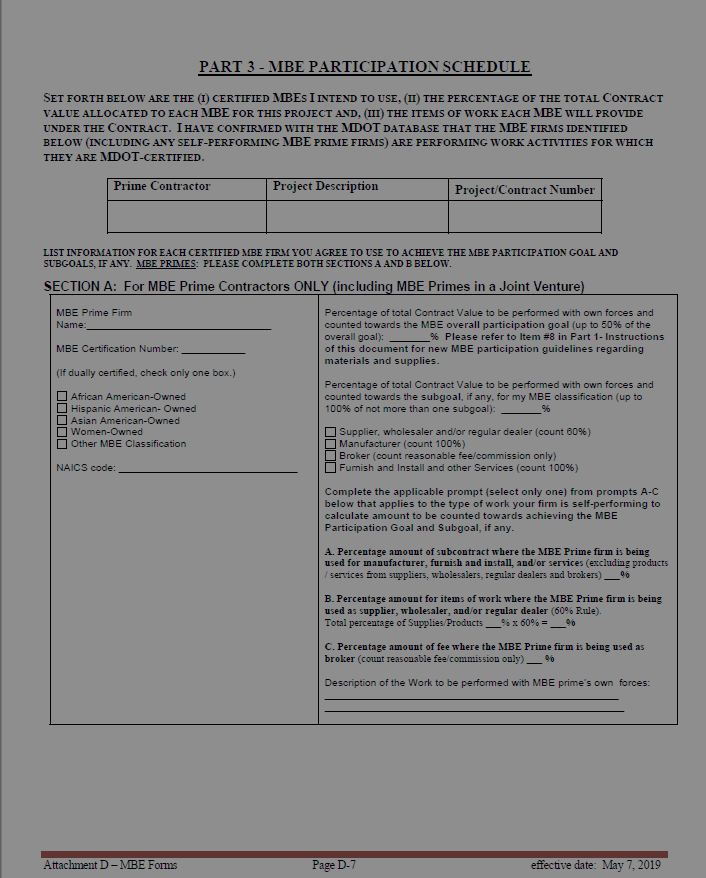 PART 3 - MBE PARTICIPATION SCHEDULE
SET FORTH BELOW ARE THE (I) CERTIFIED MBES I INTEND TO USE, (II) THE PERCENTAGE OF THE TOTAL CONTRACT
VALUE ALLOCATED TO EACH MBE FOR THIS PROJECT AND, (III) THE ITEMS OF WORK EACH MBE WILL PROVIDE
UNDER THE CONTRACT. I HAVE CONFIRMED WITH THE MDOT DATABASE THAT THE MBE FIRMS IDENTIFIED
BELOW (INCLUDING ANY SELF-PERFORMING MBE PRIME FIRMS) ARE PERFORMING WORK ACTIVITIES FOR WHICH
THEY ARE MDOT-CERTIFIED.
Prime Contractor
Project Description
Project/Contract Number
LIST INFORMATION FOR EACH CERTIFIED MBE FIRM YOU AGREE TO USE TO ACHIEVE THE MBE PARTICIPATION GOAL AND
SUBGOALS, IF ANY. MBE PRIMES: PLEASE COMPLETE BOTH SECTIONS A AND B BELOW.
SECTION A: For MBE Prime Contractors ONLY (including MBE Primes in a Joint Venture)
MBE Prime Firm
Name:
MBE Certification Number:
(If dually certified, check only one box.)
African American-Owned
Hispanic American- Owned
Asian American-Owned
Women-Owned
Other MBE Classification
NAICS code:
Percentage of total Contract Value to be performed with own forces and
counted towards the MBE overall participation goal (up to 50% of the
overall goal): _______% Please refer to Item #8 in Part 1- Instructions
of this document for new MBE participation guidelines regarding
materials and supplies.
Percentage of total Contract Value to be performed with own forces and
counted towards the subgoal, if any, for my MBE classification (up to
100% of not more than one subgoal): _______%
Supplier, wholesaler and/or regular dealer (count 60%)
Manufacturer (count 100%)
Broker (count reasonable fee/commission only)
Furnish and Install and other Services (count 100%)
Complete the applicable prompt (select only one) from prompts A-C
below that applies to the type of work your firm is self-performing to
calculate amount to be counted towards achieving the MBE
Participation Goal and Subgoal, if any.
A. Percentage amount of subcontract where the MBE Prime firm is being
used for manufacturer, furnish and install, and/or services (excluding products
/ services from suppliers, wholesalers, regular dealers and brokers) ___%
B. Percentage amount for items of work where the MBE Prime firm is being
used as supplier, wholesaler, and/or regular dealer (60% Rule).
Total percentage of Supplies/Products ___% x 60% = ___%
C. Percentage amount of fee where the MBE Prime firm is being used as
broker (count reasonable fee/commission only) ___ %
Description of the Work to be performed with MBE prime's own forces:
Attachment D – MBE Forms
Page D-7
effective date: May 7, 2019